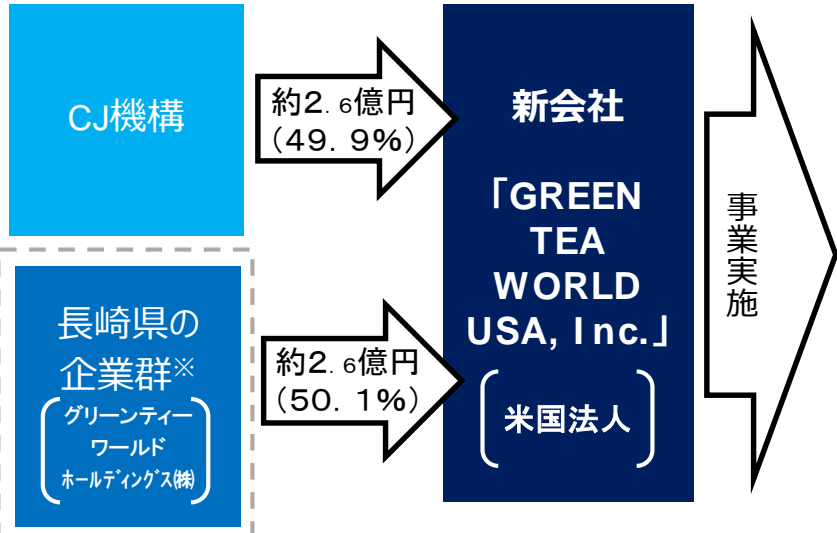 CJ機構
約2.6億円
(49.9%)
新会社
「GREEN
TEA
WORLD
USA, Inc.」
米国法人
事業実施
長崎県の
企業群※
グリーンティー
ワールド
ホールディングス㈱
約2.6億円
(50.1%)